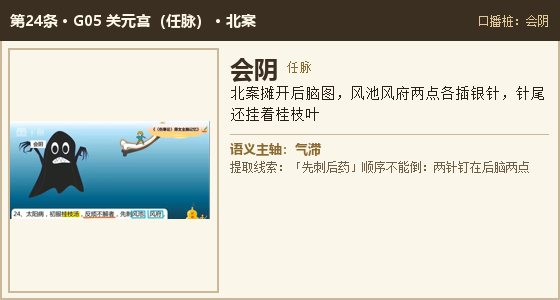 第24条·G05 关元宫（任脉）·北案
口播桩：会阴
会阴 任脉
北案摊开后脑图，风池风府两点各插银针，针尾
还挂着桂枝叶
语义主轴：气滞
提取线索：「先刺后药」顺序不能倒：两针钉在后脑两点
会阴
24、太阳病，初服桂枝汤，反烦不解者，先刺风池、风府，